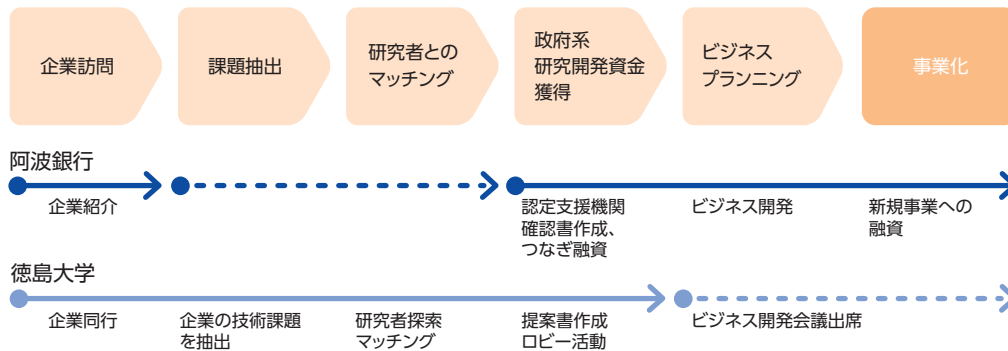 企業訪問
課題抽出
研究者との
マッチング
政府系
研究開発資金
獲得
ビジネス
プランニング
事業化
阿波銀行
企業紹介
認定支援機関
確認書作成、
つなぎ融資
ビジネス開発
新規事業への
融資
徳島大学
企業同行
企業の技術課題
を抽出
研究者探索
マッチング
提案書作成
ロビー活動
ビジネス開発会議出席